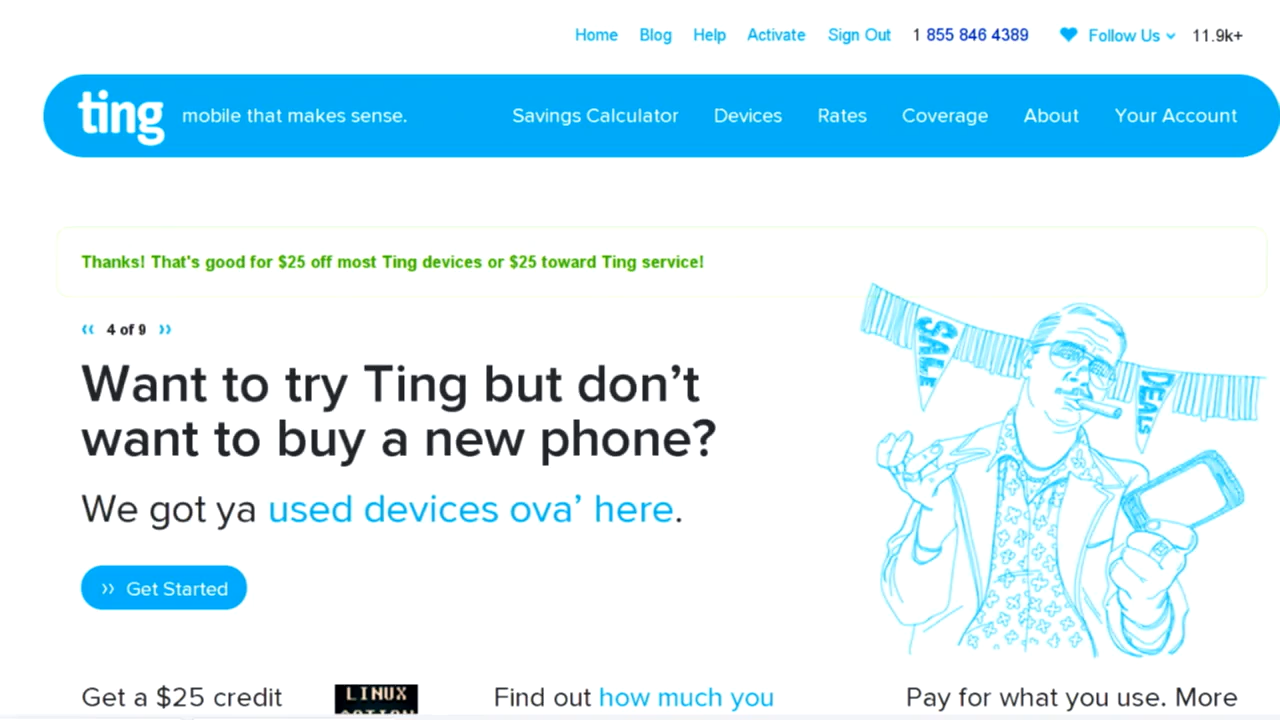 Home Blog Help Activate Sign Out 1 855 846 4389 Follow Us 11.9k+
ting mobile that makes sense. Savings Calculator Devices Rates Coverage About Your Account
Thanks! That's good for $25 off most Ting devices or $25 toward Ting service!
‹‹ 4 of 9 ››
Want to try Ting but don’t
want to buy a new phone?
We got ya used devices ova’ here.
›› Get Started
SALE
DEALS
Get a $25 credit
LINUX
ACTION
Find out how much you
Pay for what you use. More